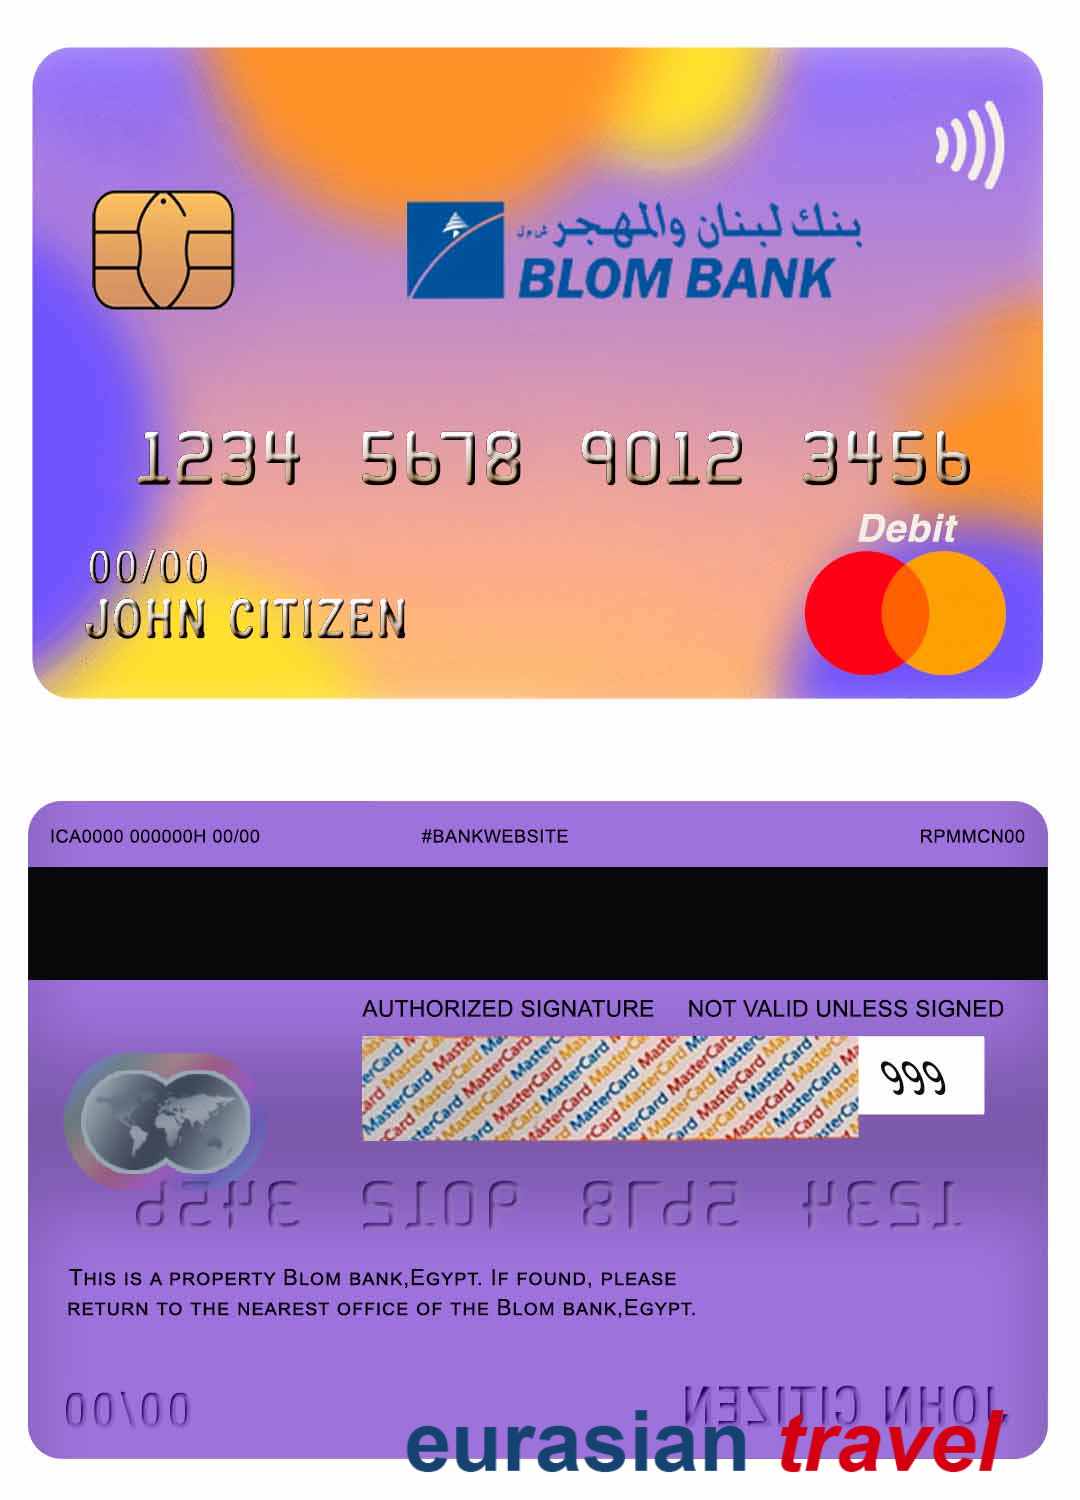 بنك لبنان والمهجر ش م ل
BLOM BANK
1234 5678 9012 3456
Debit
00/00
JOHN CITIZEN
ICA0000 000000H 00/00 #BANKWEBSITE RPMMCN00
AUTHORIZED SIGNATURE NOT VALID UNLESS SIGNED
MasterCard MasterCard MasterCard MasterCard
999
1234 5678 9012 3456
THIS IS A PROPERTY BLOM BANK,EGYPT. IF FOUND, PLEASE
RETURN TO THE NEAREST OFFICE OF THE BLOM BANK,EGYPT.
00/00 JOHN CITIZEN
eurasian travel